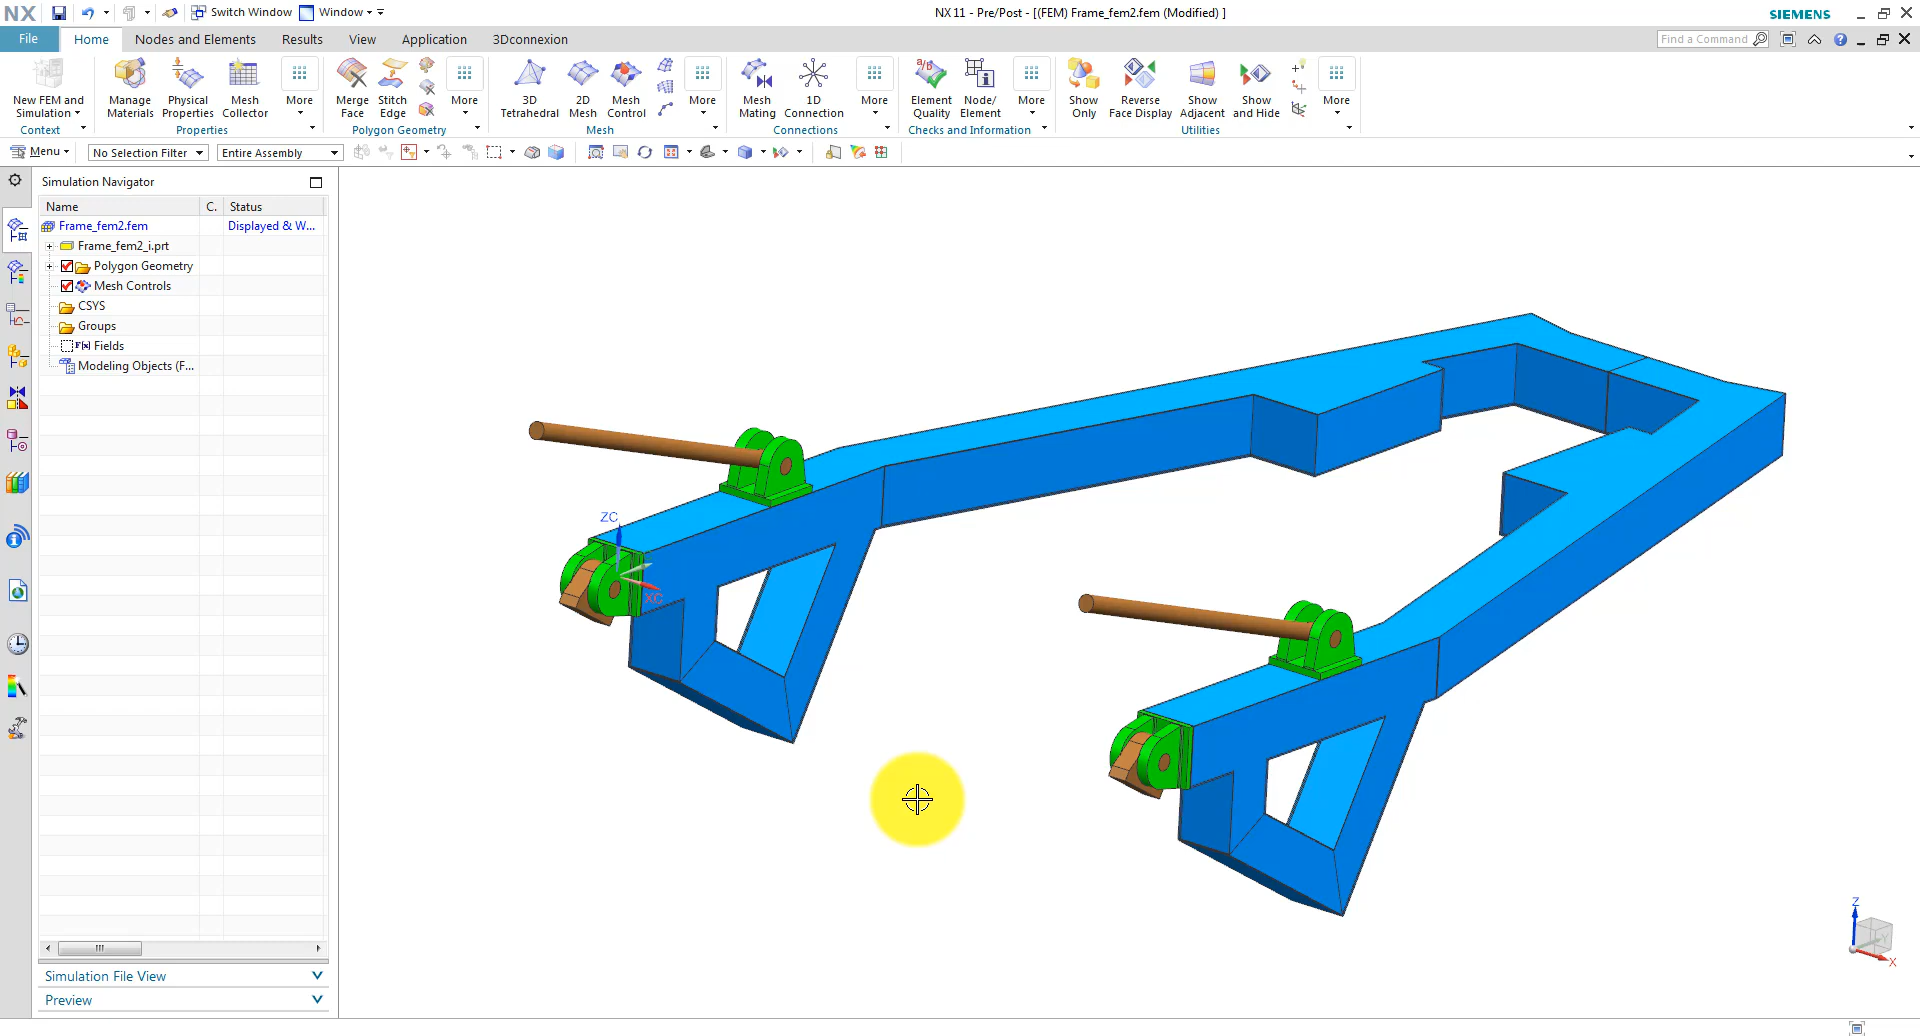 NX Switch Window Window NX 11 - Pre/Post - [(FEM) Frame_fem2.fem (Modified) ] SIEMENS
File Home Nodes and Elements Results View Application 3Dconnexion Find a Command
New FEM and Simulation Manage Materials Physical Properties Mesh Collector More Merge Face Stitch Edge More 3D Tetrahedral 2D Mesh Mesh Control More Mesh Mating 1D Connection More Element Quality Node/ Element More Show Only Reverse Face Display Show Adjacent Show and Hide More
Context Properties Polygon Geometry Mesh Connections Checks and Information Utilities
Menu No Selection Filter Entire Assembly
Simulation Navigator
Name C. Status
Frame_fem2.fem Displayed & W...
Frame_fem2_i.prt
Polygon Geometry
Mesh Controls
CSYS
Groups
Fields
Modeling Objects (F...
ZC
XC
Z
Y
X
Simulation File View
Preview